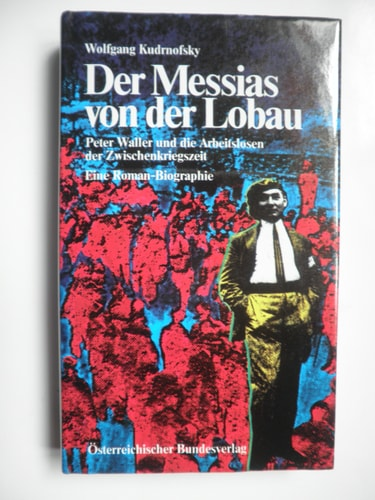 Wolfgang Kudrnofsky
Der Messias
von der Lobau
Peter Waller und die Arbeitslosen
der Zwischenkriegszeit
Eine Roman-Biographie
Österreichischer Bundesverlag